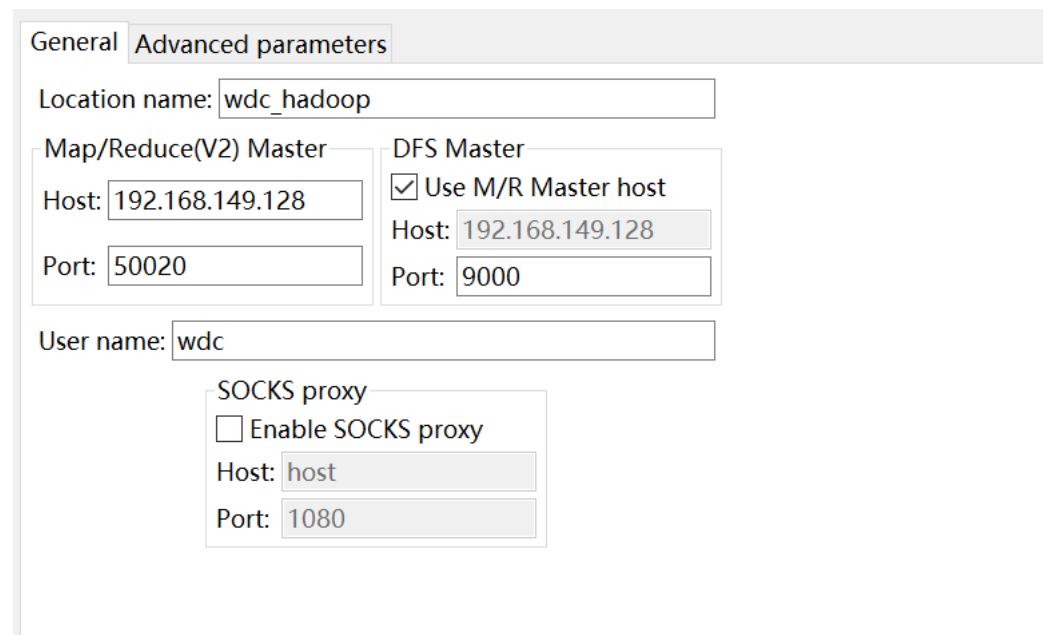 General Advanced parameters
Location name: wdc_hadoop
Map/Reduce(V2) Master
Host: 192.168.149.128
Port: 50020
DFS Master
Use M/R Master host
Host: 192.168.149.128
Port: 9000
User name: wdc
SOCKS proxy
Enable SOCKS proxy
Host: host
Port: 1080